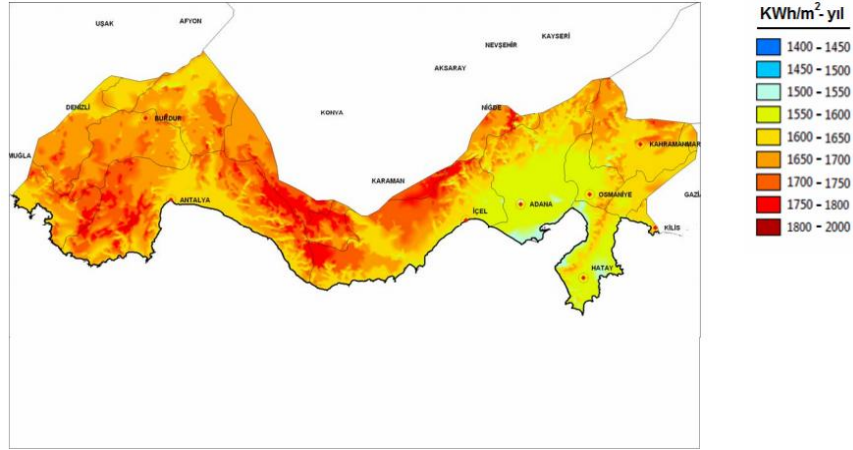 KWh/m²- yıl
1400 - 1450
1450 - 1500
1500 - 1550
1550 - 1600
1600 - 1650
1650 - 1700
1700 - 1750
1750 - 1800
1800 - 2000
UŞAK
AFYON
KAYSERİ
NEVŞEHİR
AKSARAY
DENİZLİ
KONYA
NİĞDE
BURDUR
KAHRAMANMAR
MUĞLA
KARAMAN
ANTALYA
OSMANİYE
GAZİA
ADANA
İÇEL
KİLİS
HATAY